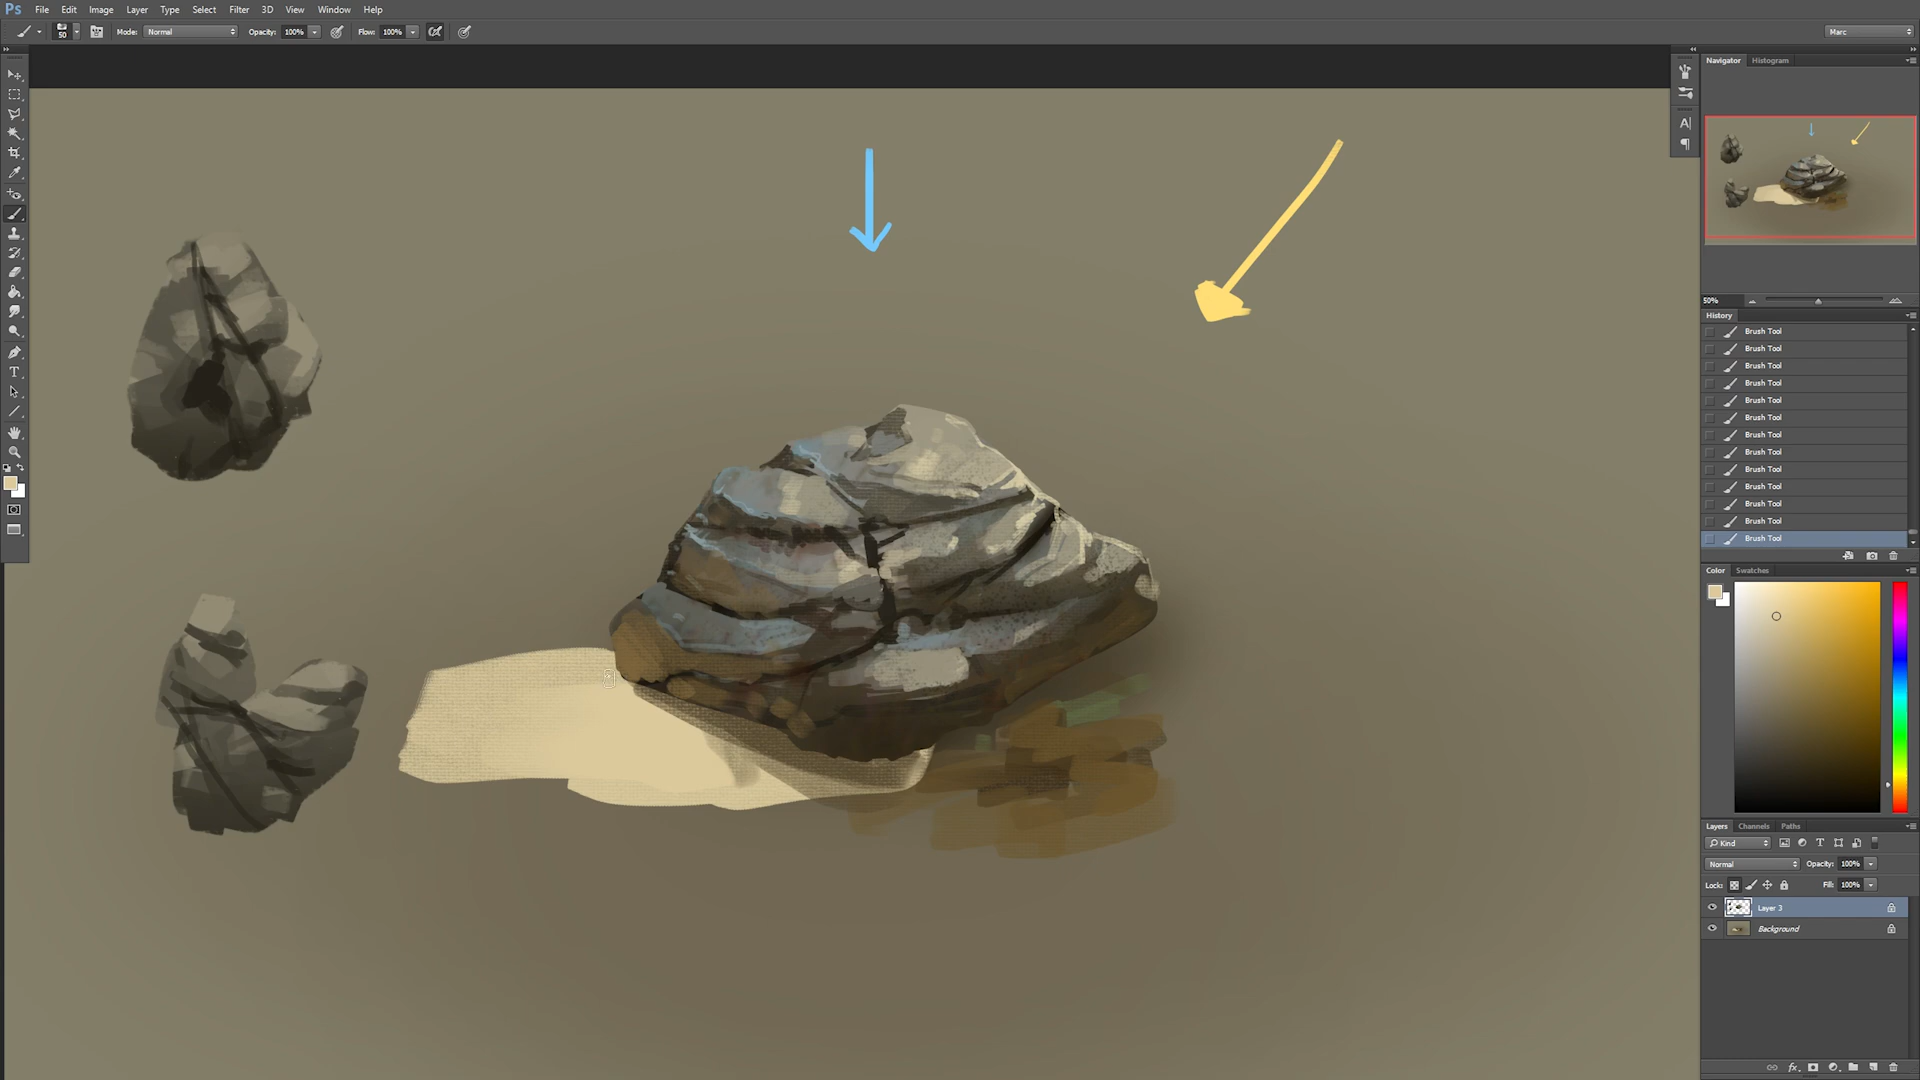 Ps File Edit Image Layer Type Select Filter 3D View Window Help
50 Mode: Normal Opacity: 100% Flow: 100% Marc
Navigator Histogram
A|
50%
History
Brush Tool
Brush Tool
Brush Tool
Brush Tool
Brush Tool
Brush Tool
Brush Tool
Brush Tool
Brush Tool
Brush Tool
Brush Tool
Brush Tool
Brush Tool
Color Swatches
Layers Channels Paths
Kind
Normal Opacity: 100%
Lock: Fill: 100%
Layer 3
Background
fx